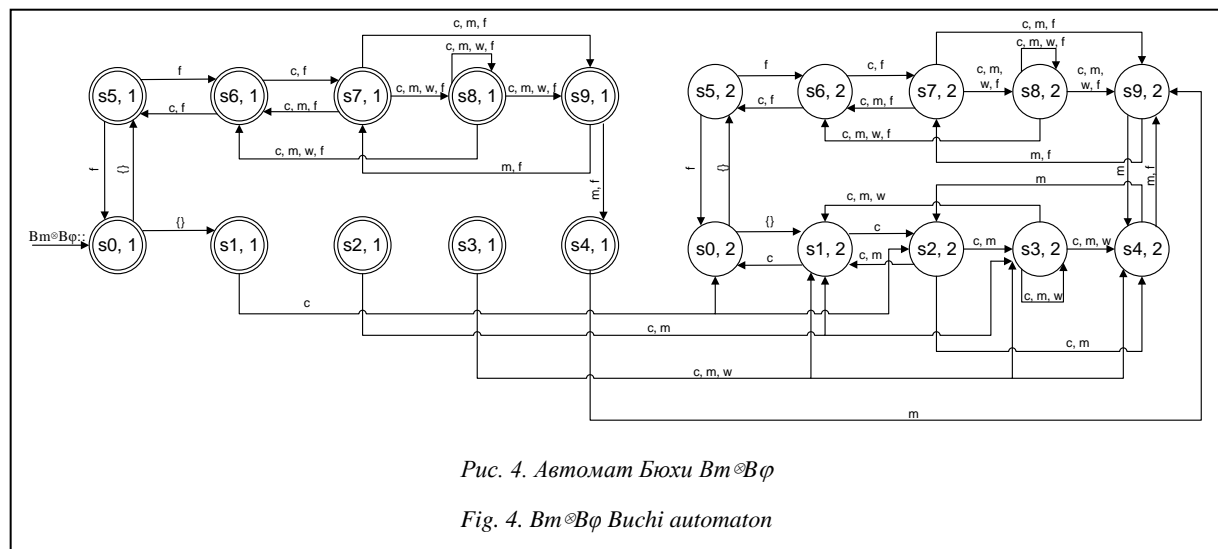 c, m, f
c, m, w, f
f
c, f
s5, 1
s6, 1
s7, 1
s8, 1
s9, 1
c, f
c, m, f
c, m, w, f
c, m, w, f
c, m, w, f
m, f
f
{}
m, f
Bm⊗Bφ::
{}
s0, 1
s1, 1
s2, 1
s3, 1
s4, 1
c
c, m
c, m, w
m
c, m, f
c, m, w, f
f
c, f
s5, 2
s6, 2
s7, 2
s8, 2
s9, 2
c, f
c, m, f
c, m,
w, f
c, m,
w, f
c, m, w, f
m, f
f
{}
m
m, f
m
c, m, w
{}
c
s0, 2
s1, 2
s2, 2
s3, 2
s4, 2
c
c, m
c, m
c, m, w
c, m, w
c, m
Рис. 4. Автомат Бюхи Bm⊗Bφ
Fig. 4. Bm⊗Bφ Buchi automaton